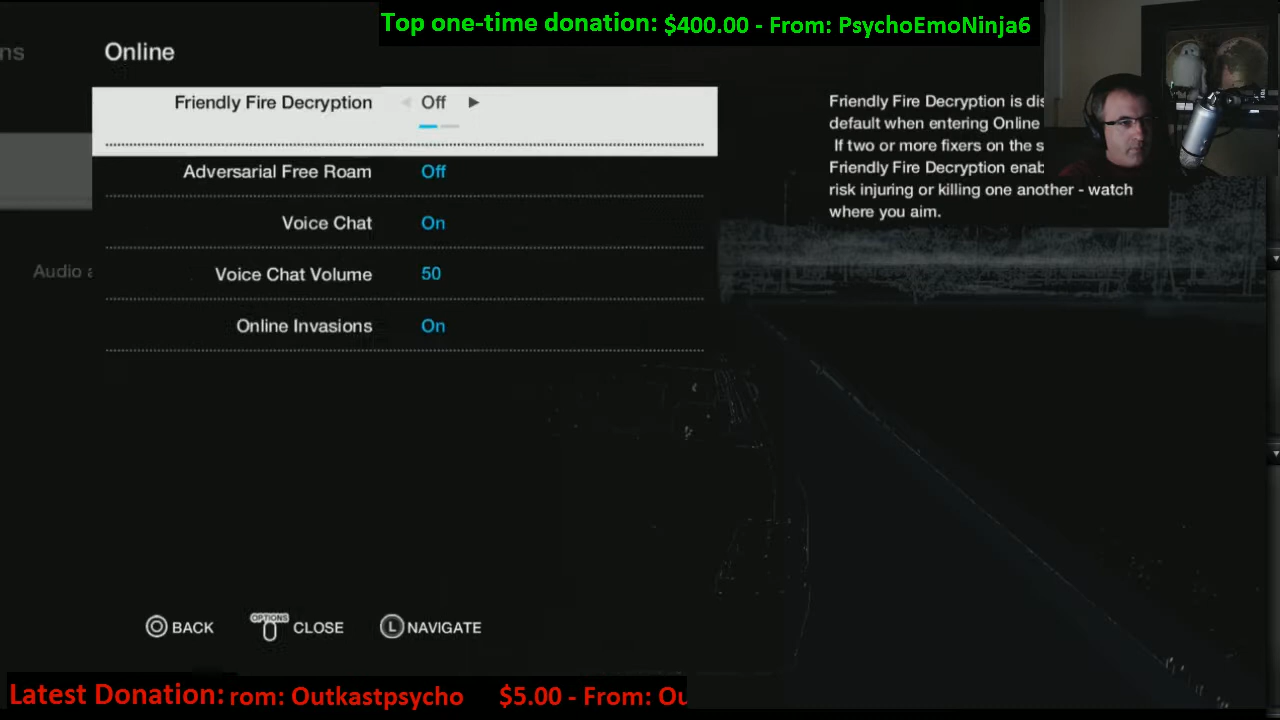 Top one-time donation: $400.00 - From: PsychoEmoNinja6
ns
Online
Friendly Fire Decryption
Off
Adversarial Free Roam
Off
Voice Chat
On
Audio a
Voice Chat Volume
50
Online Invasions
On
Friendly Fire Decryption is dis
default when entering Online
If two or more fixers on the s
Friendly Fire Decryption enab
risk injuring or killing one another - watch
where you aim.
BACK
OPTIONS
CLOSE
L
NAVIGATE
Latest Donation: rom: Outkastpsycho $5.00 - From: Ou